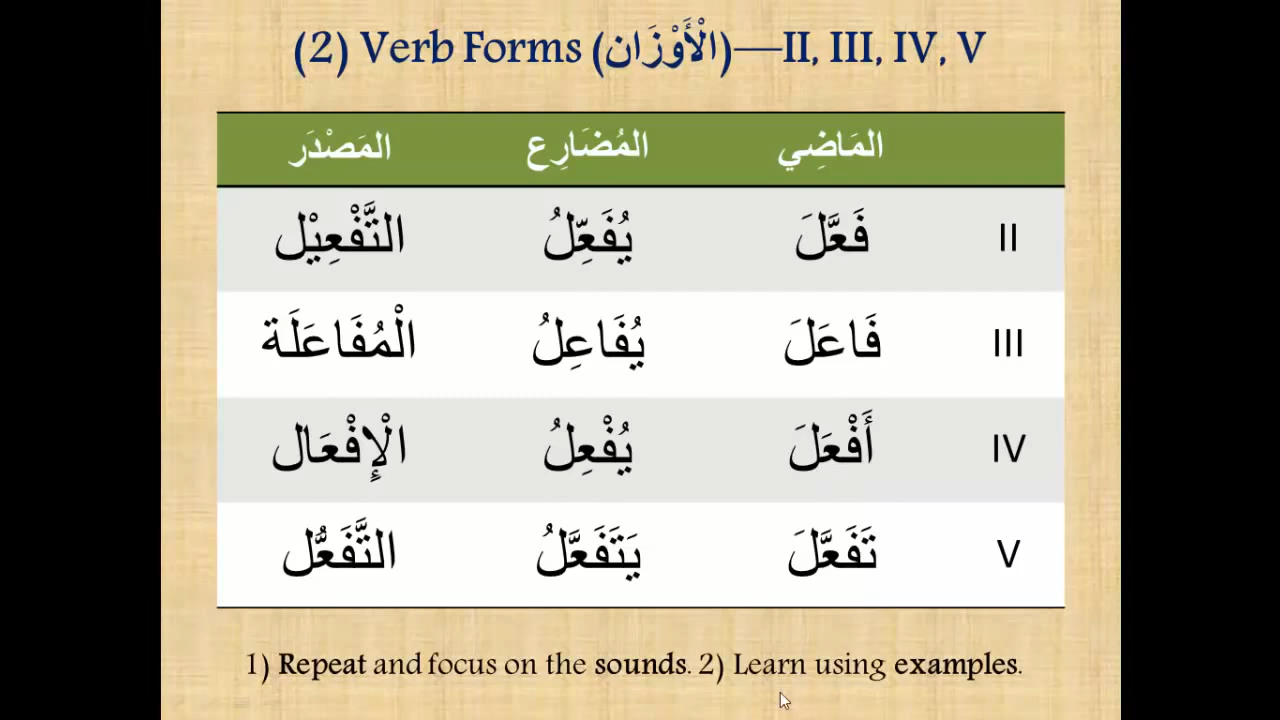 (2) Verb Forms (الْأَوْزَان)—II, III, IV, V
المَاضِي المُضَارِع المَصْدَر
II فَعَّلَ يُفَعِّلُ التَّفْعِيْل
III فَاعَلَ يُفَاعِلُ الْمُفَاعَلَة
IV أَفْعَلَ يُفْعِلُ الْإِفْعَال
V تَفَعَّلَ يَتَفَعَّلُ التَّفَعُّل
1) Repeat and focus on the sounds. 2) Learn using examples.